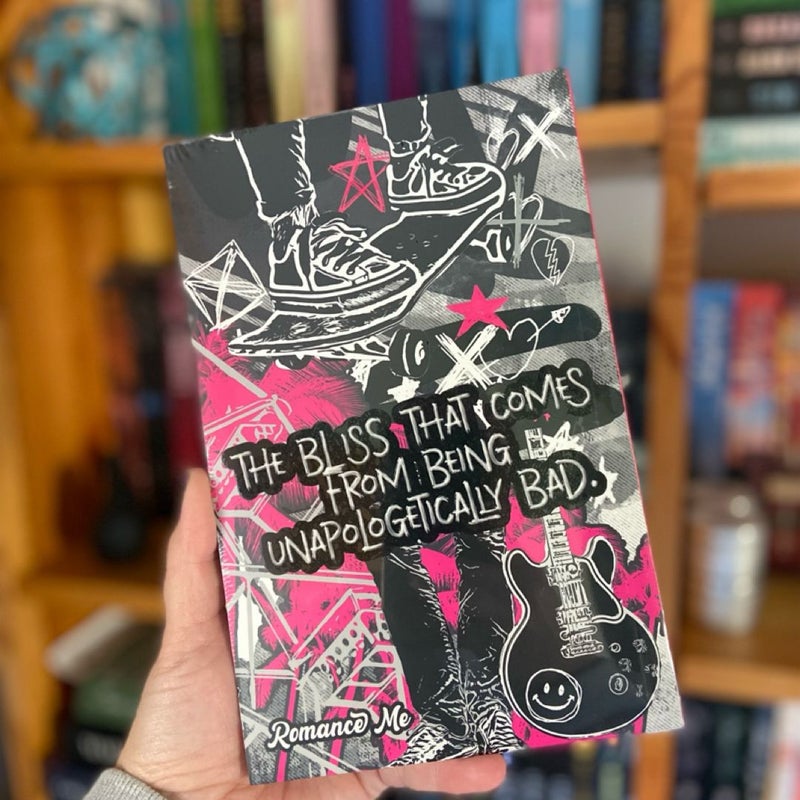 THE BLISS THAT COMES
FROM BEING
UNAPOLOGETICALLY BAD.
Romance Me